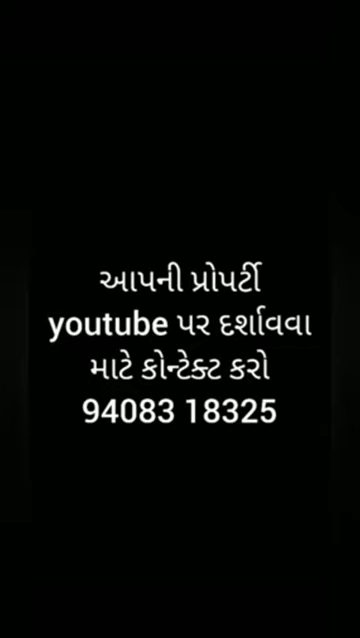 આપની પ્રોપર્ટી
youtube પર દર્શાવવા
માટે કોન્ટેક્ટ કરો
94083 18325